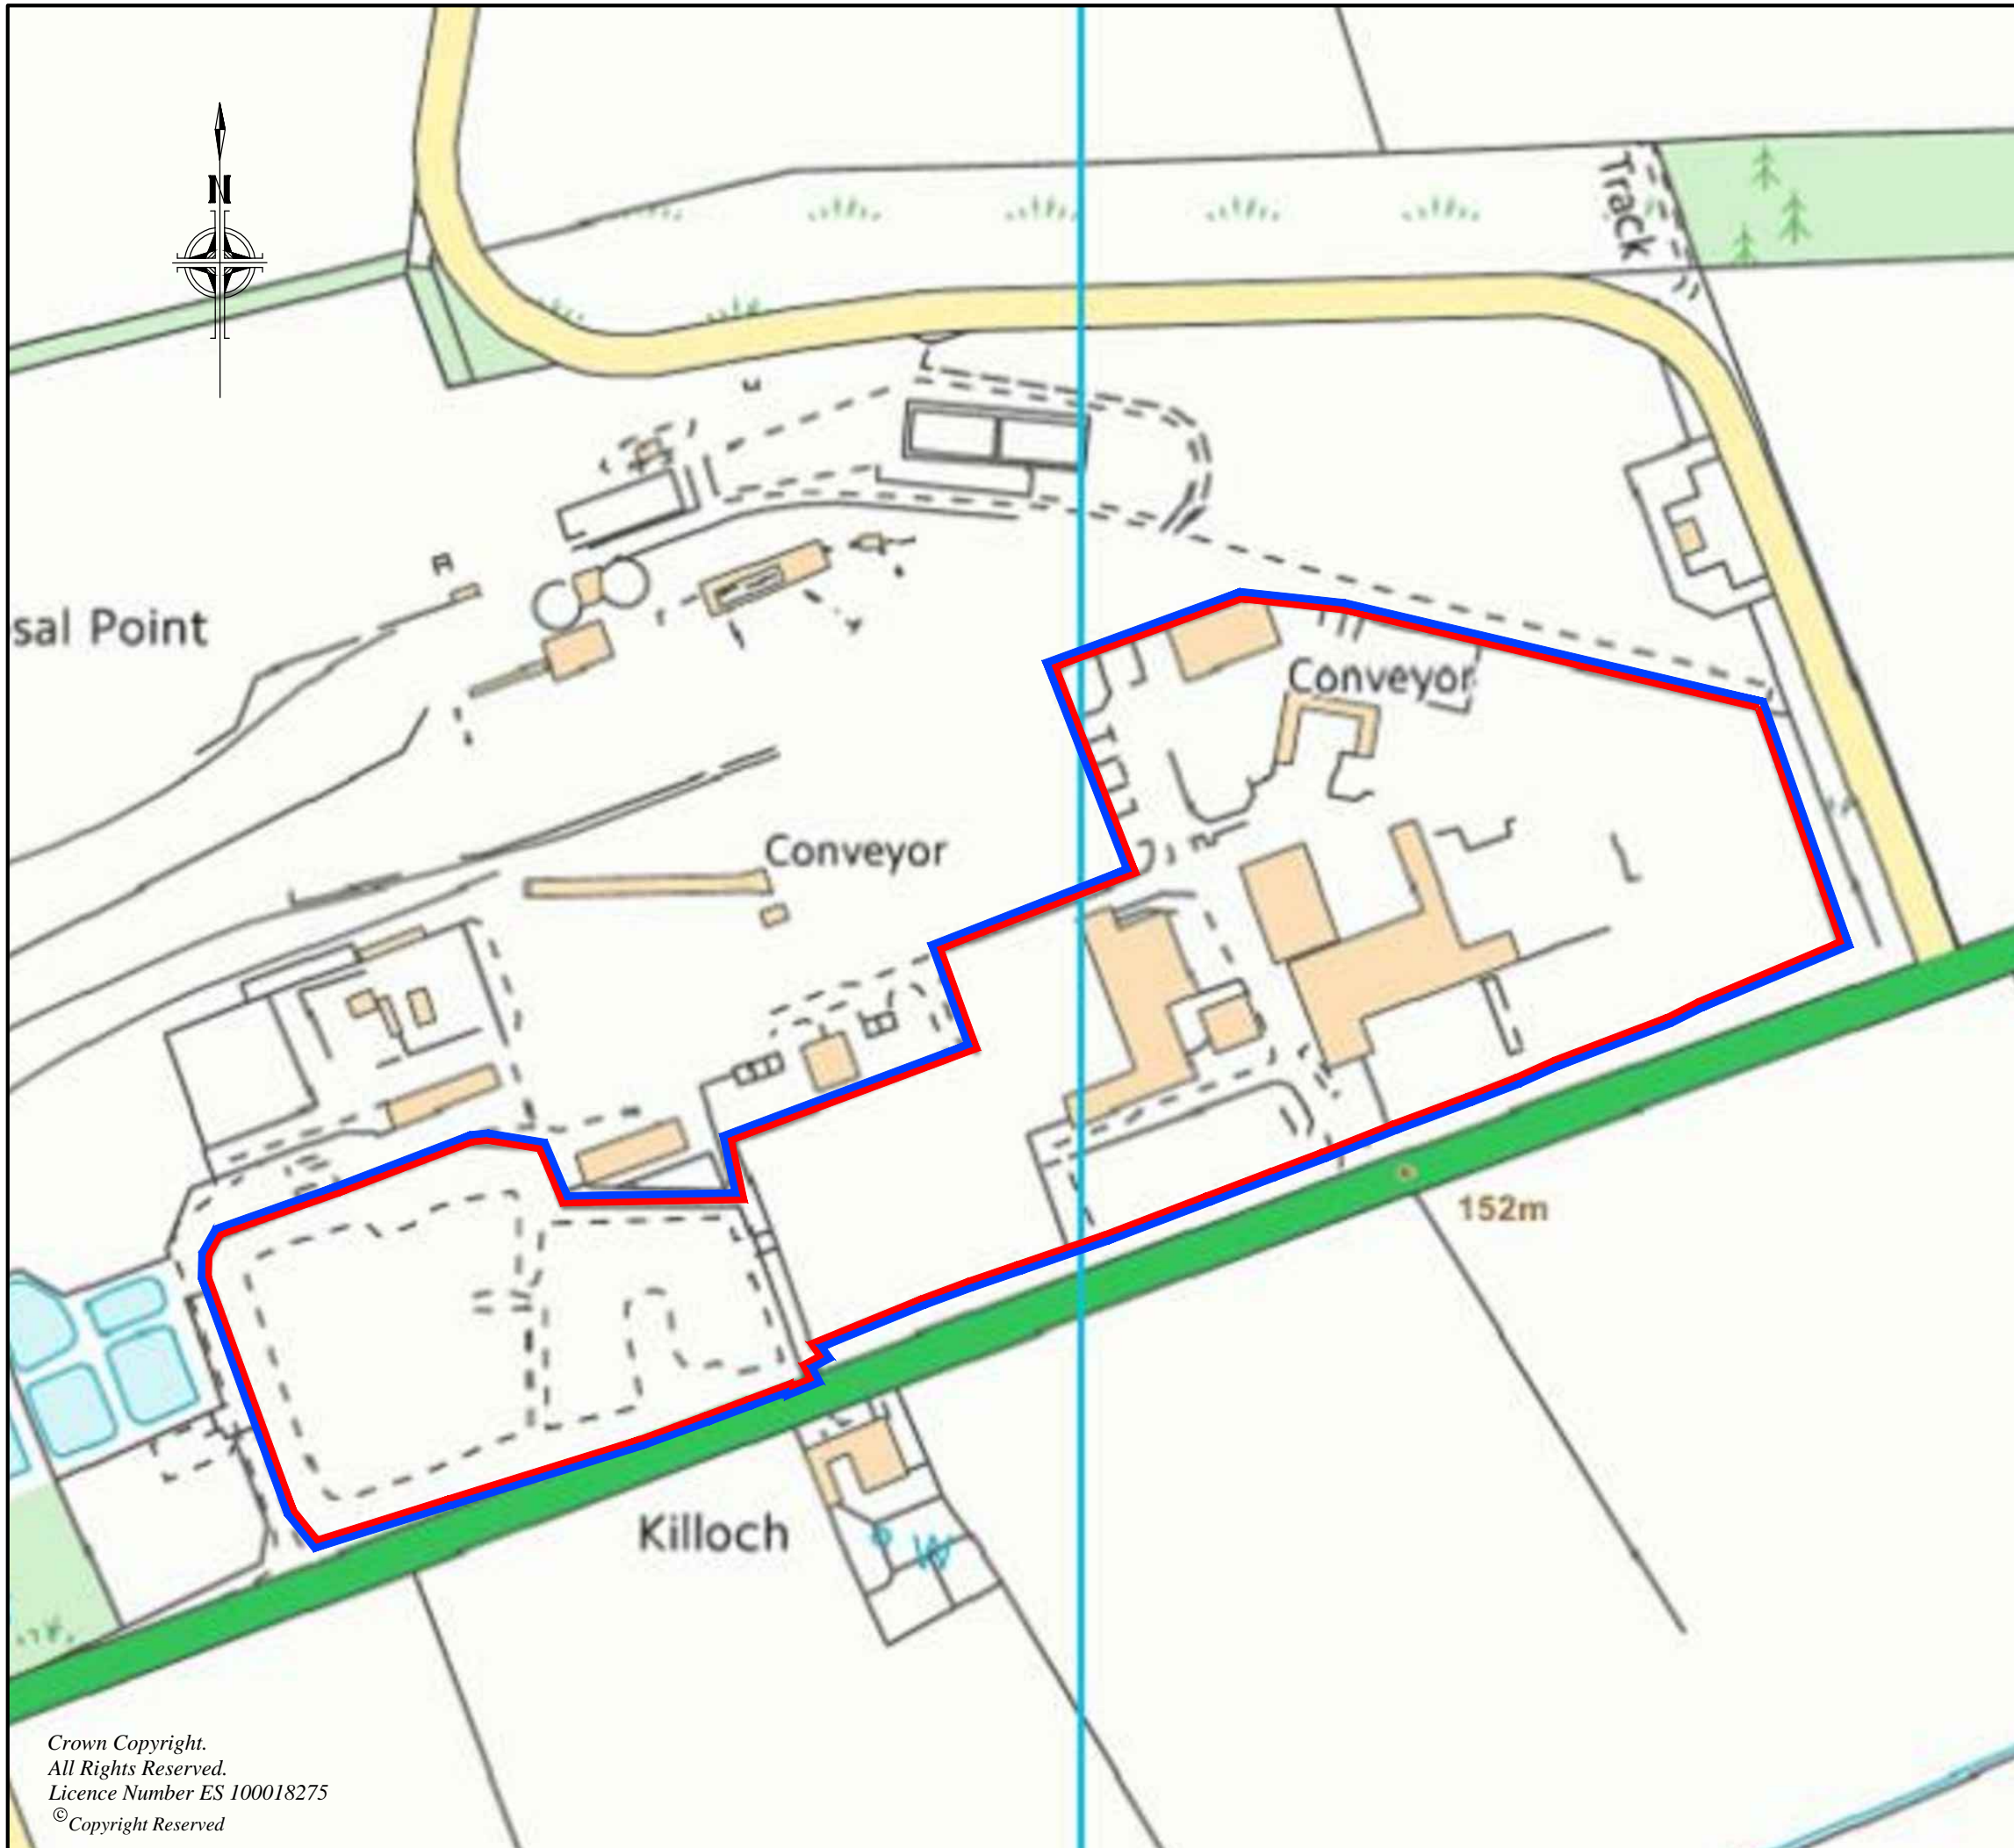 N
Track
sal Point
Conveyor
Conveyor
152m
Killoch
W
Crown Copyright.
All Rights Reserved.
Licence Number ES 100018275
©Copyright Reserved